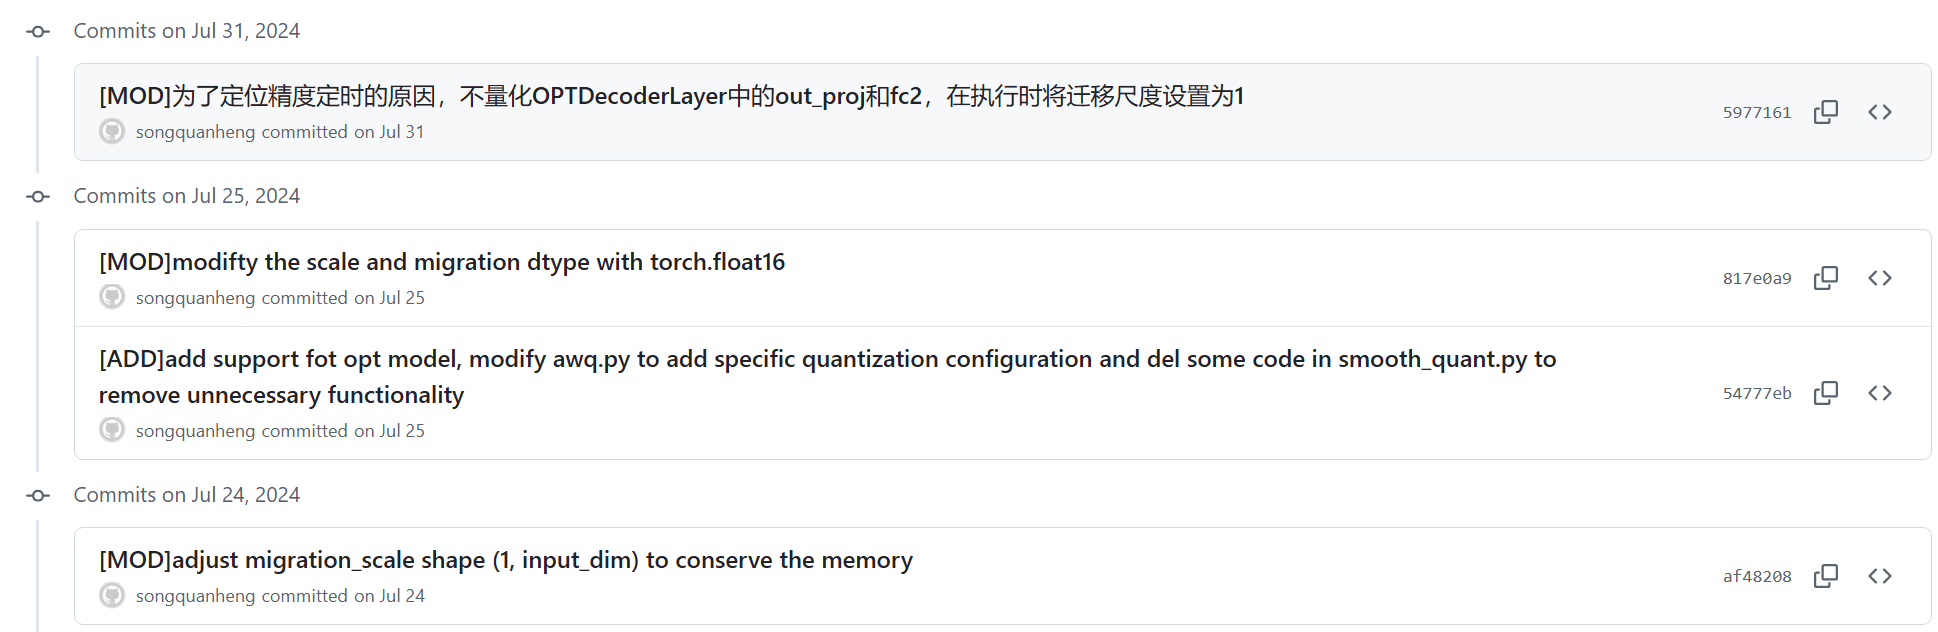 Commits on Jul 31, 2024
[MOD]为了定位精度定时的原因，不量化OPTDecoderLayer中的out_proj和fc2，在执行时将迁移尺度设置为1
songquanheng committed on Jul 31
5977161
Commits on Jul 25, 2024
[MOD]modifty the scale and migration dtype with torch.float16
songquanheng committed on Jul 25
817e0a9
[ADD]add support fot opt model, modify awq.py to add specific quantization configuration and del some code in smooth_quant.py to
remove unnecessary functionality
songquanheng committed on Jul 25
54777eb
Commits on Jul 24, 2024
[MOD]adjust migration_scale shape (1, input_dim) to conserve the memory
songquanheng committed on Jul 24
af48208